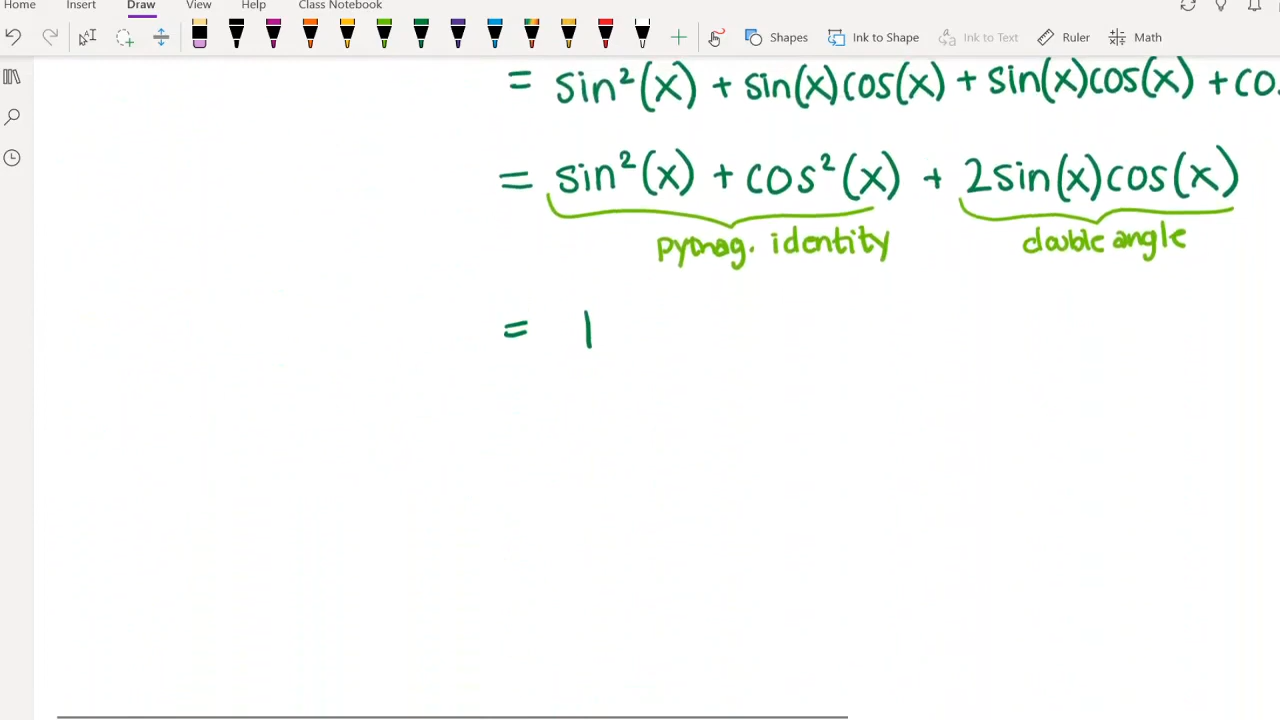 Home Insert Draw View Help Class Notebook
Shapes Ink to Shape Ink to Text Ruler Math
= sin²(x) + sin(x)cos(x) + sin(x)cos(x) + co
= sin²(x) + cos²(x) + 2sin(x)cos(x)
pythag. identity double angle
= 1